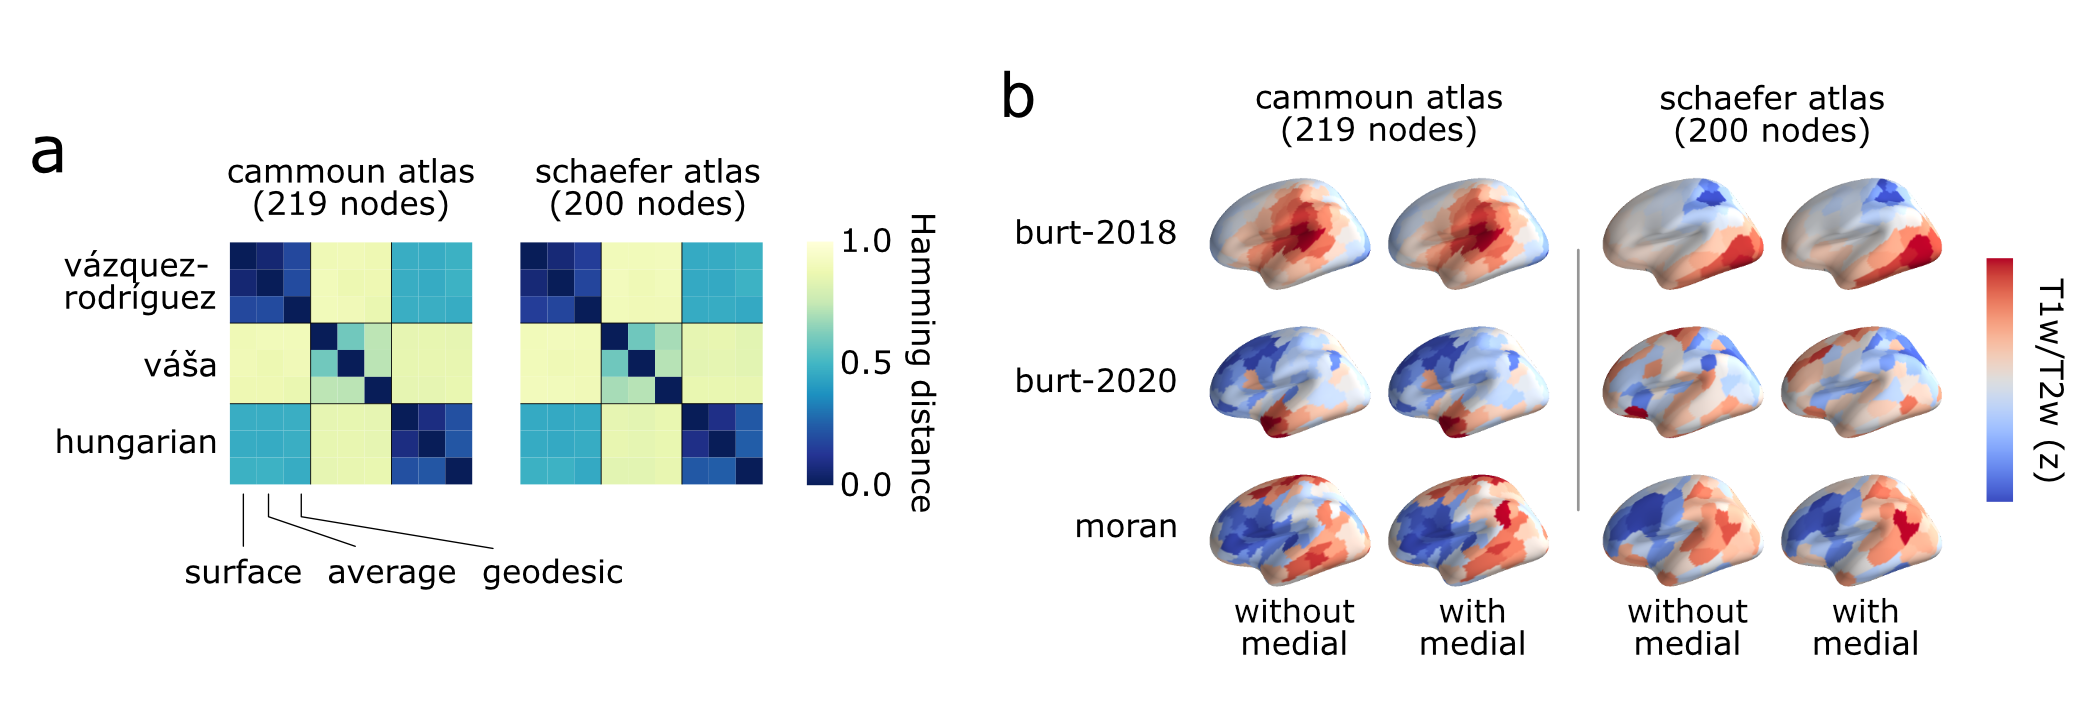 a
cammoun atlas
(219 nodes)
schaefer atlas
(200 nodes)
vázquez-
rodríguez
váša
hungarian
surface
average
geodesic
1.0
0.5
0.0
Hamming distance
b
cammoun atlas
(219 nodes)
schaefer atlas
(200 nodes)
burt-2018
burt-2020
moran
without
medial
with
medial
without
medial
with
medial
T1w/T2w (z)